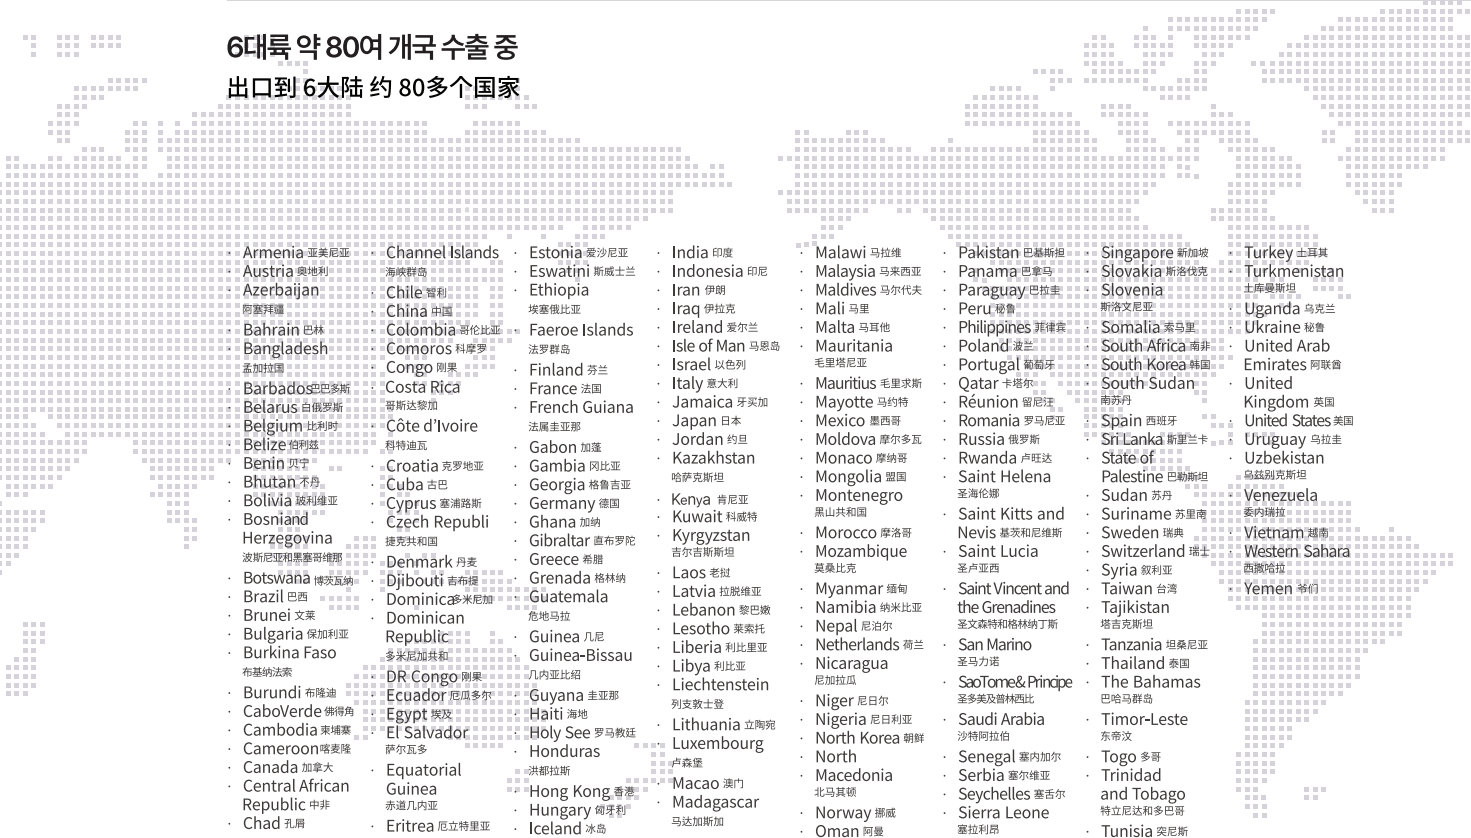 6대륙 약 80여 개국 수출 중
出口到 6大陆 约 80多个国家
· Armenia 亚美尼亚
· Austria 奥地利
· Azerbaijan
阿塞拜疆
· Bahrain 巴林
· Bangladesh
孟加拉国
· Barbados巴巴多斯
· Belarus 白俄罗斯
· Belgium 比利时
· Belize 伯利兹
· Benin 贝宁
· Bhutan 不丹
· Bolivia 玻利维亚
· Bosniand
Herzegovina
波斯尼亚和黑塞哥维那
· Botswana 博茨瓦纳
· Brazil 巴西
· Brunei 文莱
· Bulgaria 保加利亚
· Burkina Faso
布基纳法索
· Burundi 布隆迪
· CaboVerde 佛得角
· Cambodia 柬埔寨
· Cameroon喀麦隆
· Canada 加拿大
· Central African
Republic 中非
· Chad 孔屑
· Channel Islands
海峡群岛
· Chile 智利
· China 中国
· Colombia 哥伦比亚
· Comoros 科摩罗
· Congo 刚果
· Costa Rica
哥斯达黎加
· Côte d’Ivoire
科特迪瓦
· Croatia 克罗地亚
· Cuba 古巴
· Cyprus 塞浦路斯
· Czech Republi
捷克共和国
· Denmark 丹麦
· Djibouti 吉布提
· Dominica多米尼加
· Dominican
Republic
多米尼加共和
· DR Congo 刚果
· Ecuador 厄瓜多尔
· Egypt 埃及
· El Salvador
萨尔瓦多
· Equatorial
Guinea
赤道几内亚
· Eritrea 厄立特里亚
· Estonia 爱沙尼亚
· Eswatini 斯威士兰
· Ethiopia
埃塞俄比亚
· Faeroe Islands
法罗群岛
· Finland 芬兰
· France 法国
· French Guiana
法属圭亚那
· Gabon 加蓬
· Gambia 冈比亚
· Georgia 格鲁吉亚
· Germany 德国
· Ghana 加纳
· Gibraltar 直布罗陀
· Greece 希腊
· Grenada 格林纳
· Guatemala
危地马拉
· Guinea 几尼
· Guinea-Bissau
几内亚比绍
· Guyana 圭亚那
· Haiti 海地
· Holy See 罗马教廷
· Honduras
洪都拉斯
· Hong Kong 香港
· Hungary 匈牙利
· Iceland 冰岛
· India 印度
· Indonesia 印尼
· Iran 伊朗
· Iraq 伊拉克
· Ireland 爱尔兰
· Isle of Man 马恩岛
· Israel 以色列
· Italy 意大利
· Jamaica 牙买加
· Japan 日本
· Jordan 约旦
· Kazakhstan
哈萨克斯坦
· Kenya 肯尼亚
· Kuwait 科威特
· Kyrgyzstan
吉尔吉斯斯坦
· Laos 老挝
· Latvia 拉脱维亚
· Lebanon 黎巴嫩
· Lesotho 莱索托
· Liberia 利比里亚
· Libya 利比亚
· Liechtenstein
列支敦士登
· Lithuania 立陶宛
· Luxembourg
卢森堡
· Macao 澳门
· Madagascar
马达加斯加
· Malawi 马拉维
· Malaysia 马来西亚
· Maldives 马尔代夫
· Mali 马里
· Malta 马耳他
· Mauritania
毛里塔尼亚
· Mauritius 毛里求斯
· Mayotte 马约特
· Mexico 墨西哥
· Moldova 摩尔多瓦
· Monaco 摩纳哥
· Mongolia 盟国
· Montenegro
黑山共和国
· Morocco 摩洛哥
· Mozambique
莫桑比克
· Myanmar 缅甸
· Namibia 纳米比亚
· Nepal 尼泊尔
· Netherlands 荷兰
· Nicaragua
尼加拉瓜
· Niger 尼日尔
· Nigeria 尼日利亚
· North Korea 朝鲜
· North
Macedonia
北马其顿
· Norway 挪威
· Oman 阿曼
· Pakistan 巴基斯坦
· Panama 巴拿马
· Paraguay 巴拉圭
· Peru 秘鲁
· Philippines 菲律宾
· Poland 波兰
· Portugal 葡萄牙
· Qatar 卡塔尔
· Réunion 留尼汪
· Romania 罗马尼亚
· Russia 俄罗斯
· Rwanda 卢旺达
· Saint Helena
圣海伦娜
· Saint Kitts and
Nevis 基茨和尼维斯
· Saint Lucia
圣卢亚西
· Saint Vincent and
the Grenadines
圣文森特和格林纳丁斯
· San Marino
圣马力诺
· SaoTome& Principe
圣多美及普林西比
· Saudi Arabia
沙特阿拉伯
· Senegal 塞内加尔
· Serbia 塞尔维亚
· Seychelles 塞舌尔
· Sierra Leone
塞拉利昂
· Singapore 新加坡
· Slovakia 斯洛伐克
· Slovenia
斯洛文尼亚
· Somalia 索马里
· South Africa 南非
· South Korea 韩国
· South Sudan
南苏丹
· Spain 西班牙
· Sri Lanka 斯里兰卡
· State of
Palestine 巴勒斯坦
· Sudan 苏丹
· Suriname 苏里南
· Sweden 瑞典
· Switzerland 瑞士
· Syria 叙利亚
· Taiwan 台湾
· Tajikistan
塔吉克斯坦
· Tanzania 坦桑尼亚
· Thailand 泰国
· The Bahamas
巴哈马群岛
· Timor-Leste
东帝汶
· Togo 多哥
· Trinidad
and Tobago
特立尼达和多巴哥
· Tunisia 突尼斯
· Turkey 土耳其
· Turkmenistan
土库曼斯坦
· Uganda 乌克兰
· Ukraine 秘鲁
· United Arab
Emirates 阿联酋
· United
Kingdom 英国
· United States 美国
· Uruguay 乌拉圭
· Uzbekistan
乌兹别克斯坦
· Venezuela
委内瑞拉
· Vietnam 越南
· Western Sahara
西撒哈拉
· Yemen 爷们